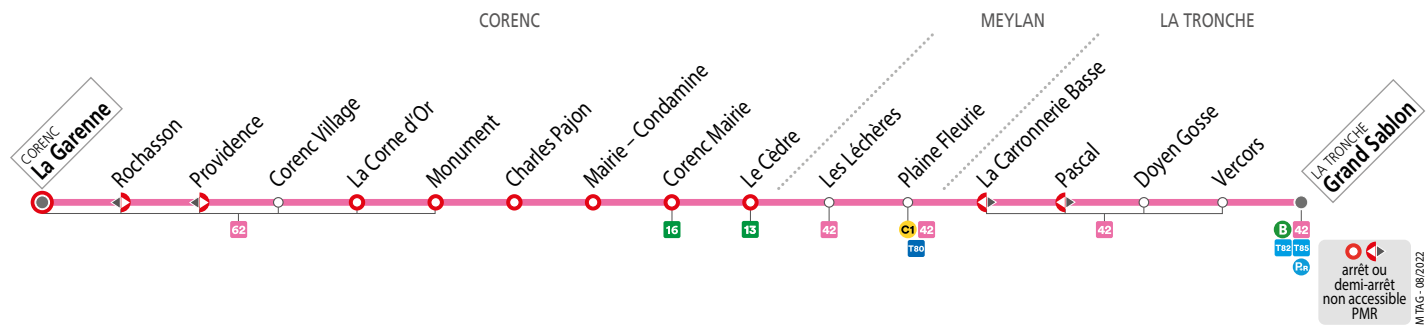 CORENC
MEYLAN
LA TRONCHE
CORENC
La Garenne
Rochasson
Providence
Corenc Village
La Corne d'Or
Monument
Charles Pajon
Mairie – Condamine
Corenc Mairie
Le Cèdre
Les Léchères
Plaine Fleurie
La Carronnerie Basse
Pascal
Doyen Gosse
Vercors
LA TRONCHE
Grand Sablon
62
16
13
42
C1 42
T80
42
B 42
T82 T85
P+R
arrêt ou
demi-arrêt
non accessible
PMR
M TAG - 08/2022